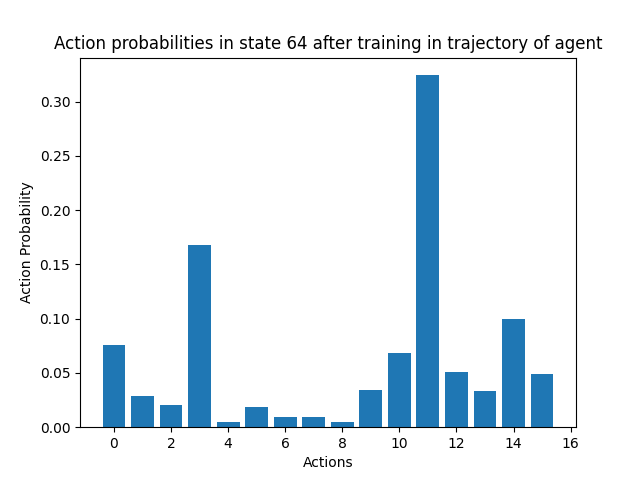 Action probabilities in state 64 after training in trajectory of agent
0.30
0.25
0.20
0.15
0.10
0.05
0.00
Action Probability
0 2 4 6 8 10 12 14 16
Actions